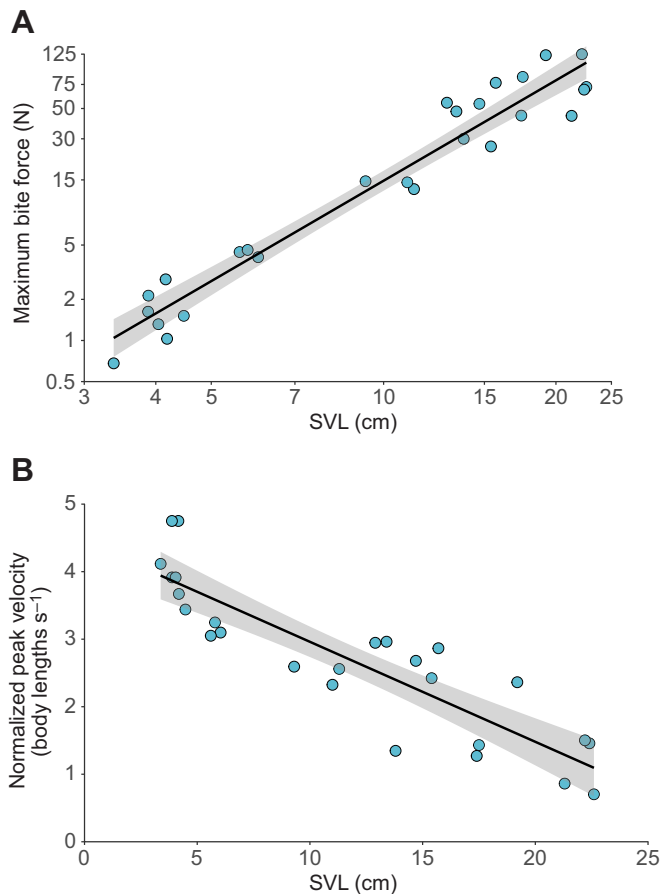 A
Maximum bite force (N)
125
75
50
30
15
5
2
1
0.5
3 4 5 7 10 15 20 25
SVL (cm)
B
Normalized peak velocity
(body lengths s⁻¹)
5
4
3
2
1
0
0 5 10 15 20 25
SVL (cm)